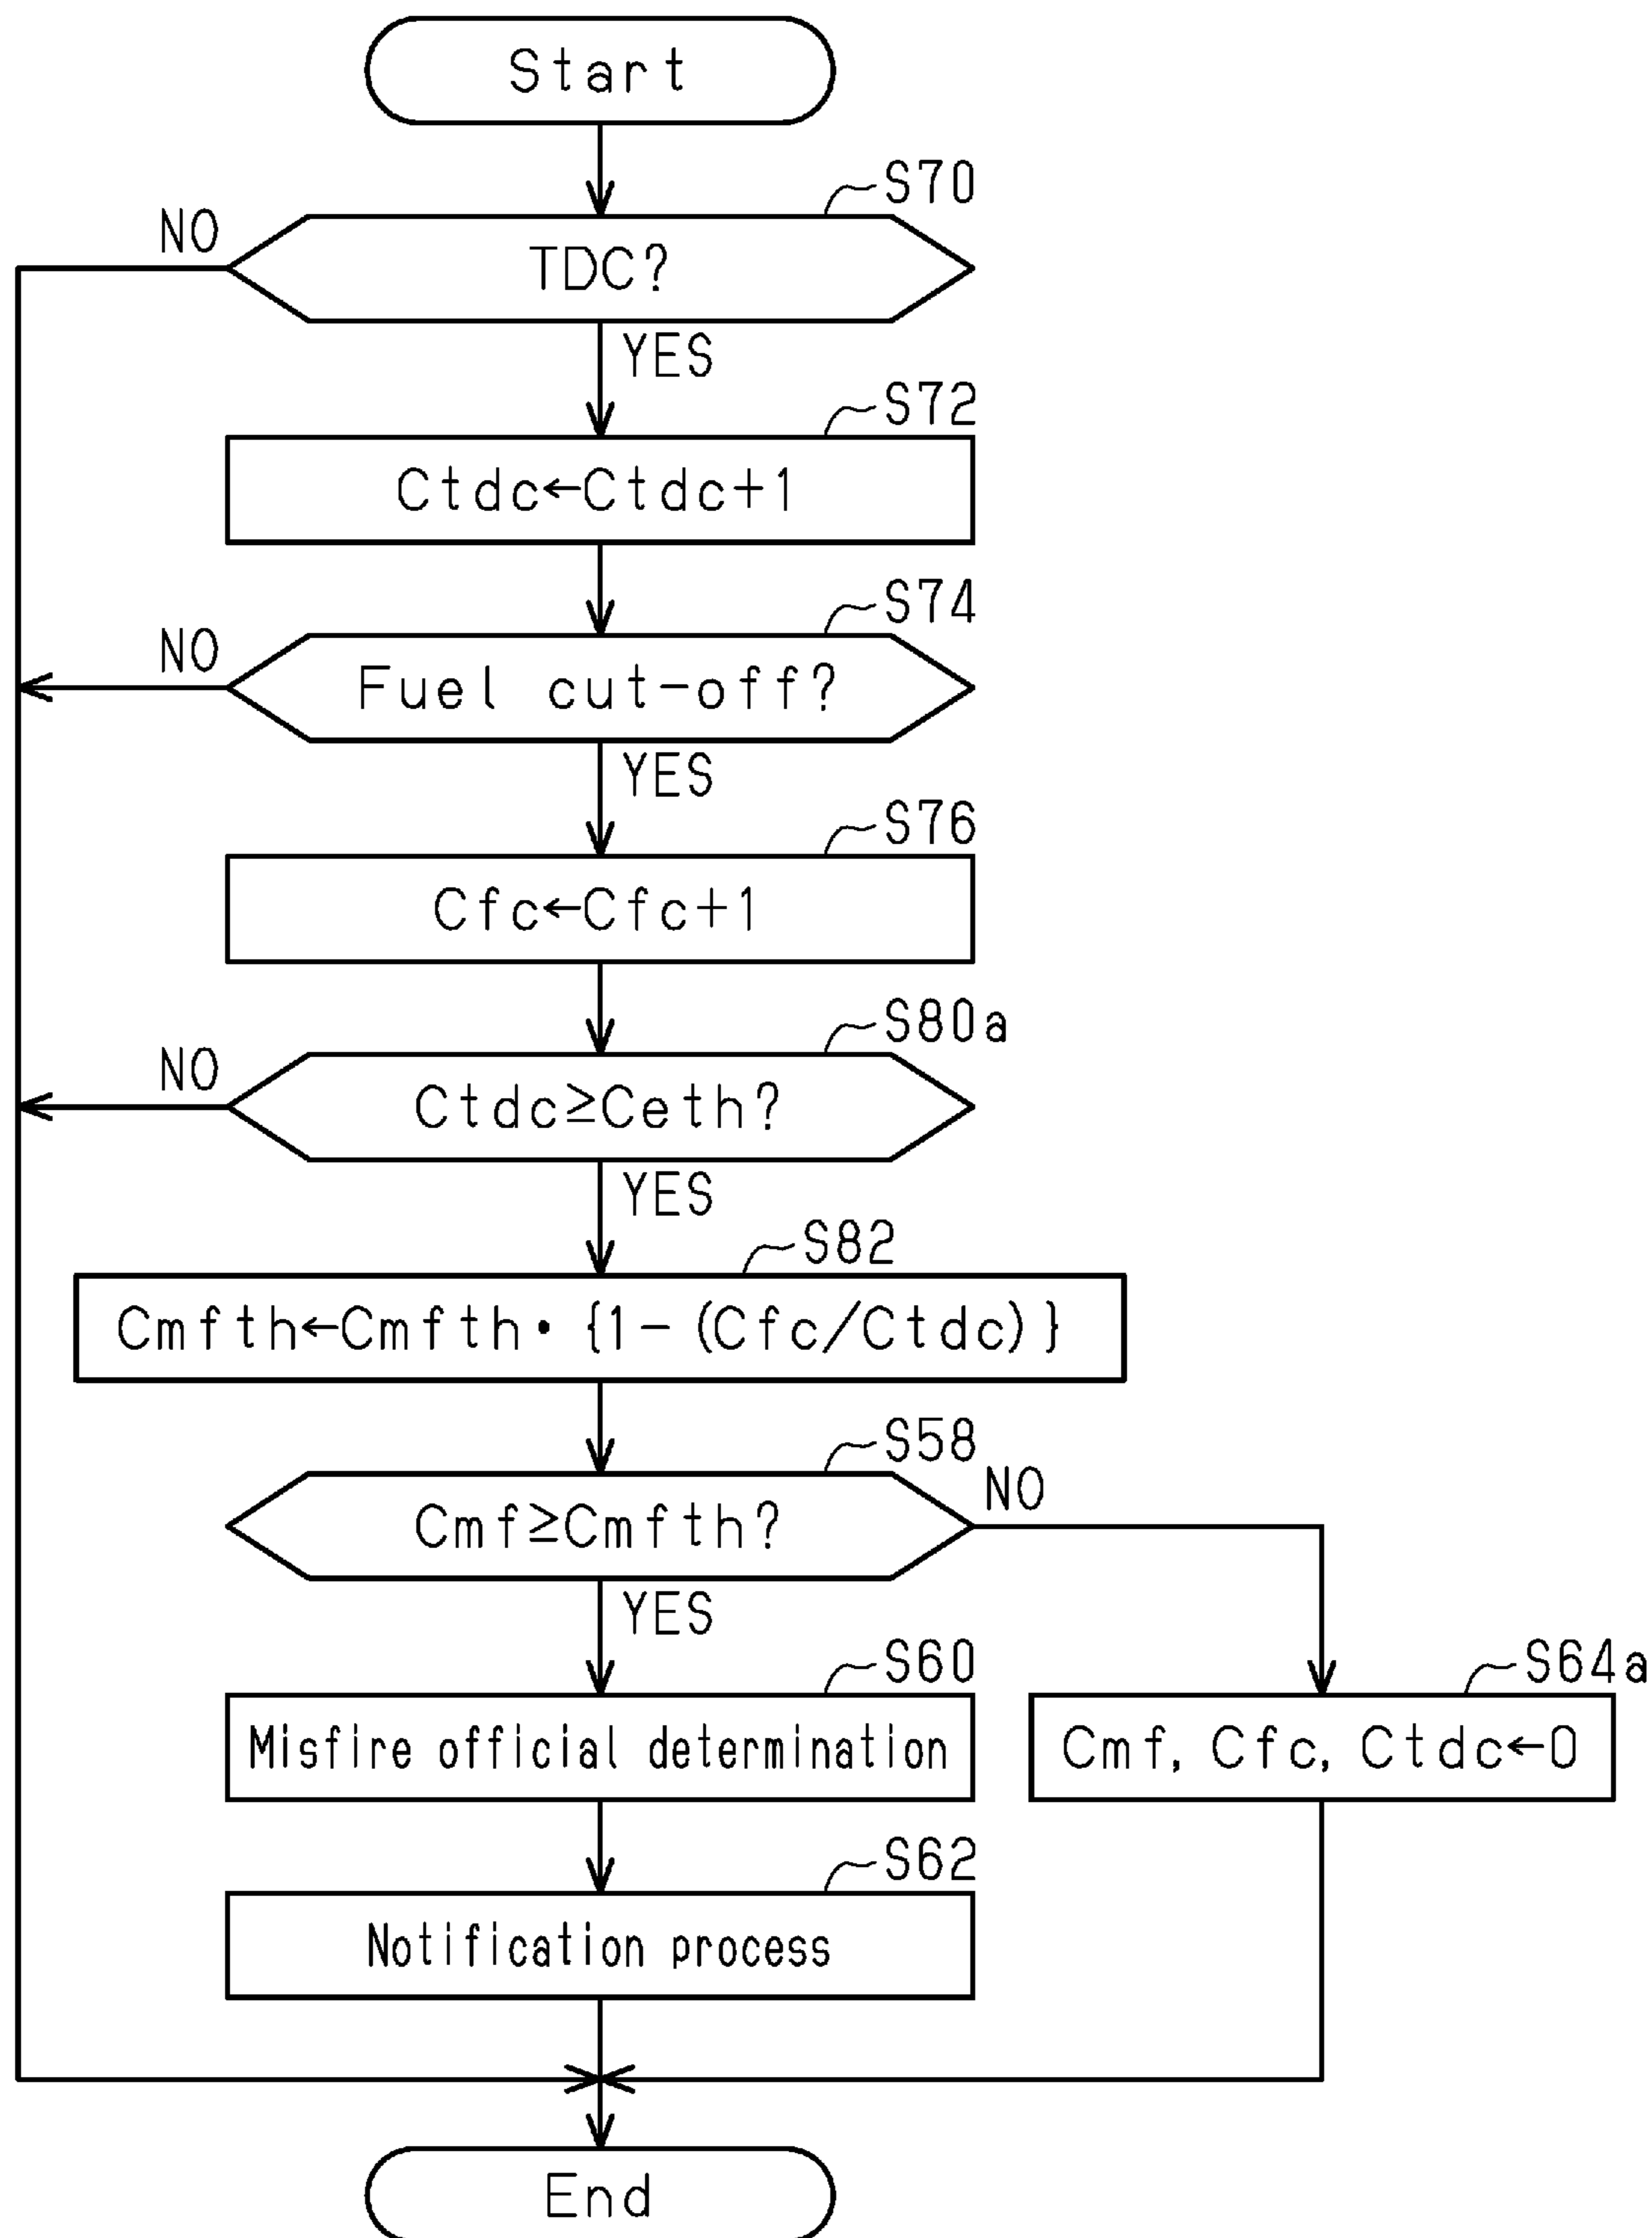 Start
S70
NO
TDC?
YES
S72
Ctdc←Ctdc+1
S74
NO
Fuel cut-off?
YES
S76
Cfc←Cfc+1
S80a
NO
Ctdc≧Ceth?
YES
S82
Cmfth←Cmfth・{1-(Cfc/Ctdc)}
S58
NO
Cmf≧Cmfth?
YES
S60
S64a
Misfire official determination
Cmf, Cfc, Ctdc←0
S62
Notification process
End